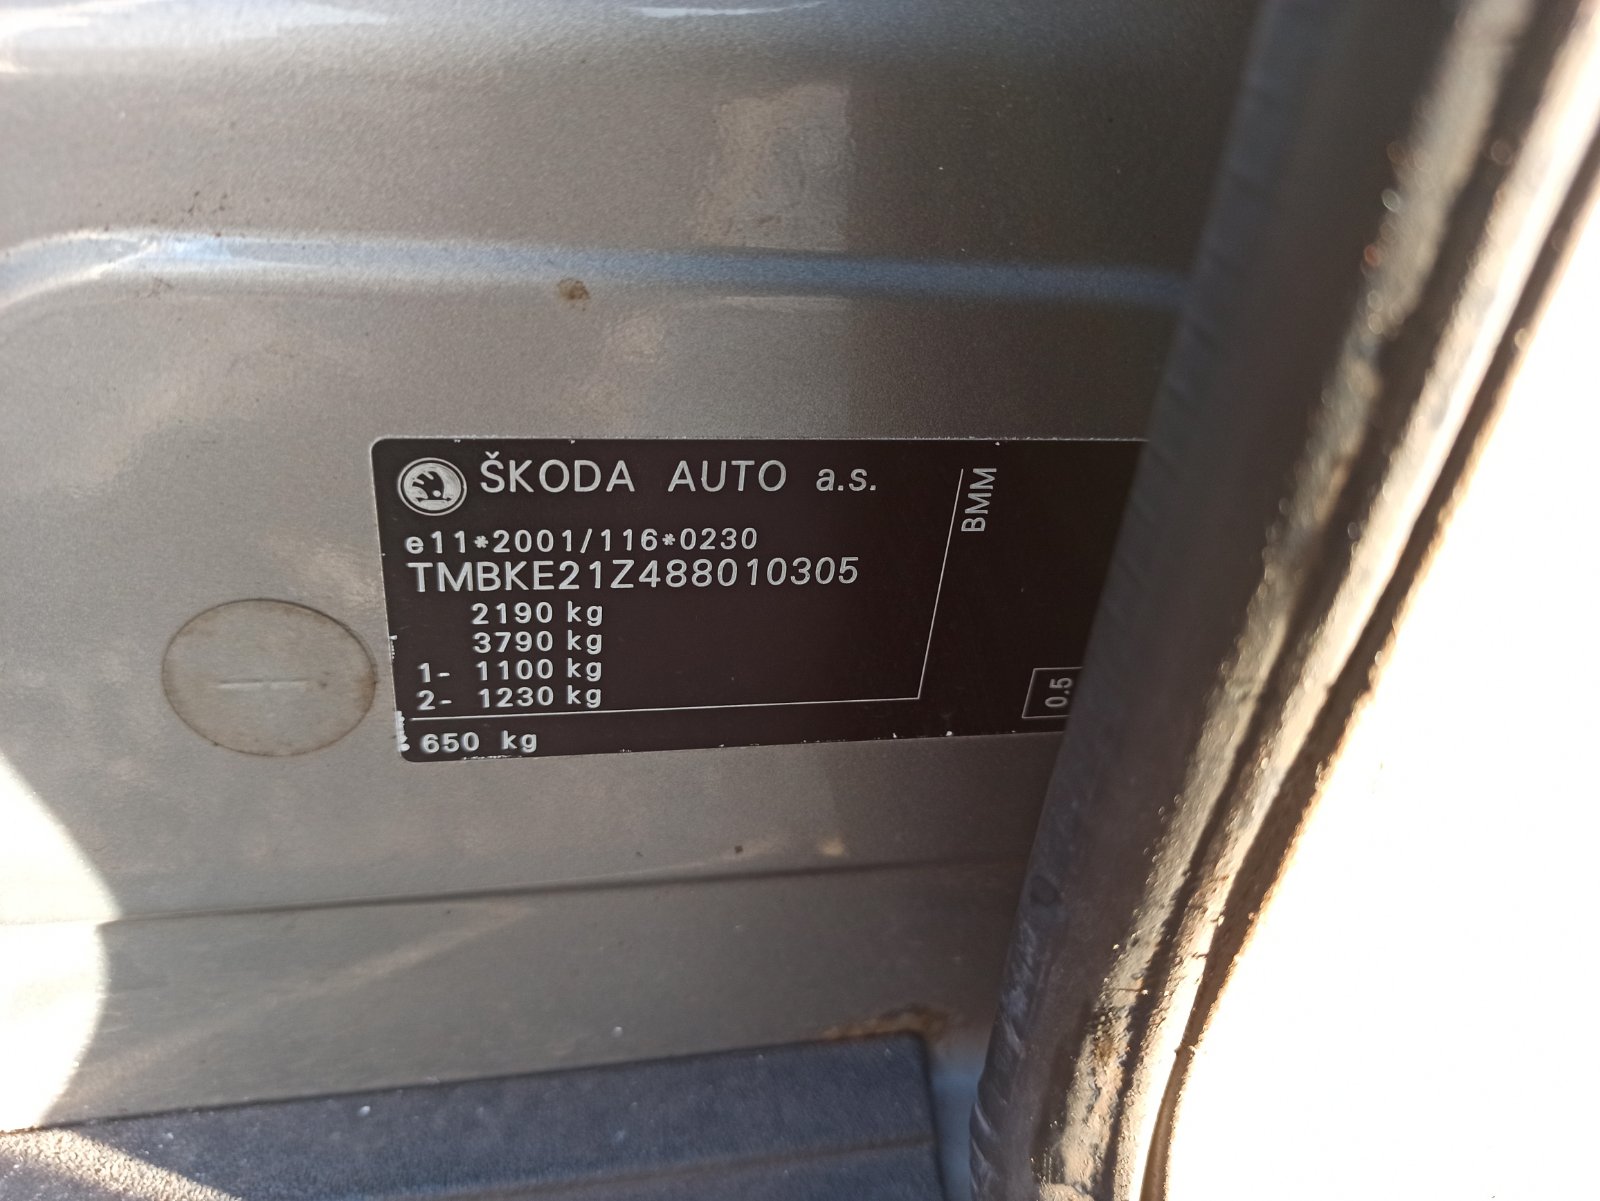 ŠKODA AUTO a.s.
e11*2001/116*0230
TMBKE21Z488010305
2190 kg
3790 kg
1- 1100 kg
2- 1230 kg
650 kg
BMM
0.5